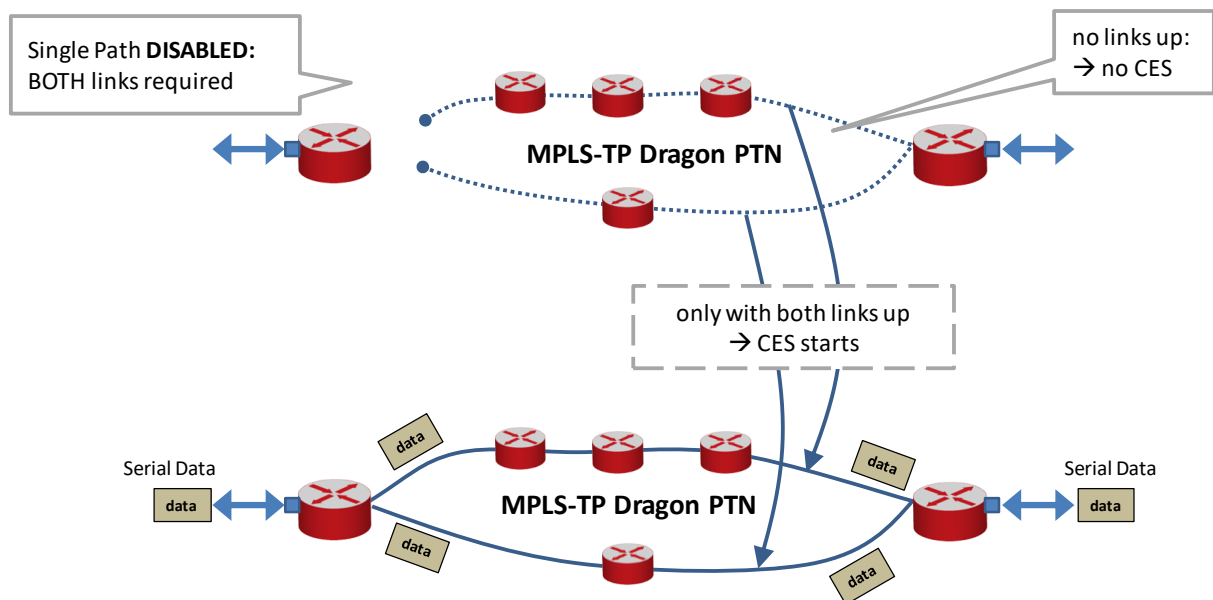 Single Path DISABLED:
BOTH links required
no links up:
→ no CES
MPLS-TP Dragon PTN
only with both links up
→ CES starts
data
data
Serial Data
data
Serial Data
data
MPLS-TP Dragon PTN
data
data